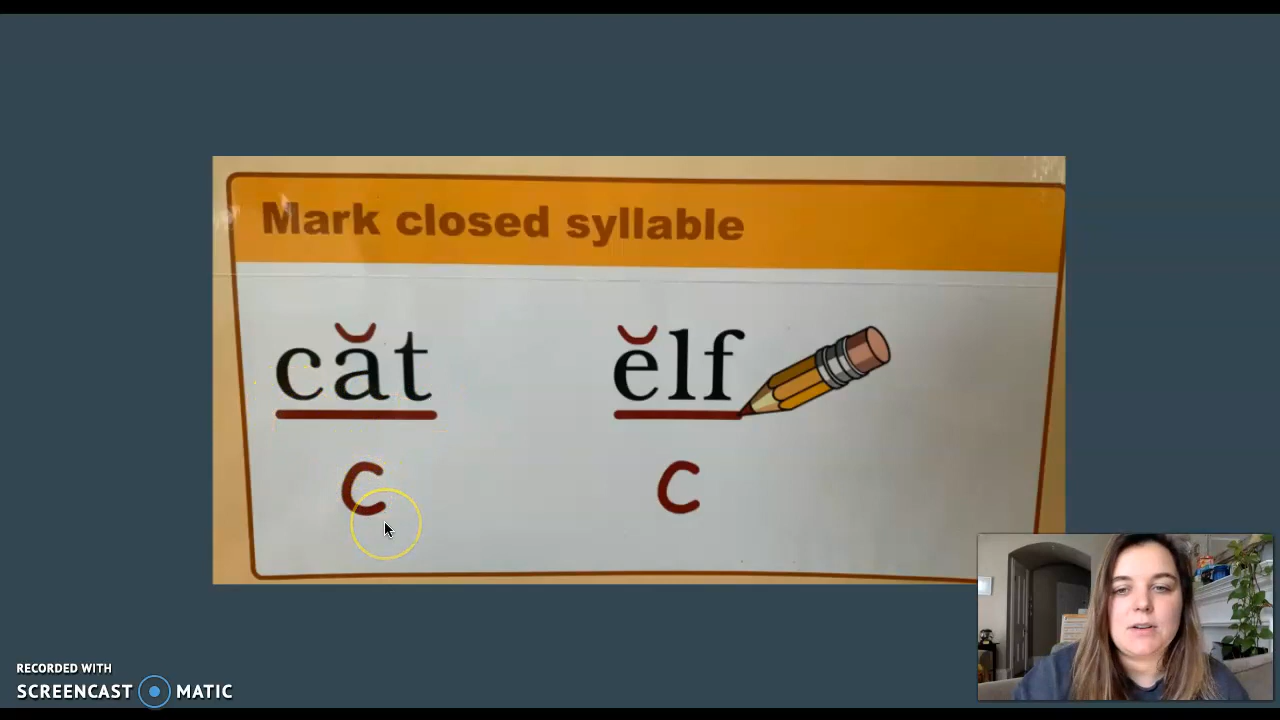 Mark closed syllable
căt ĕlf
c c
RECORDED WITH
SCREENCAST MATIC